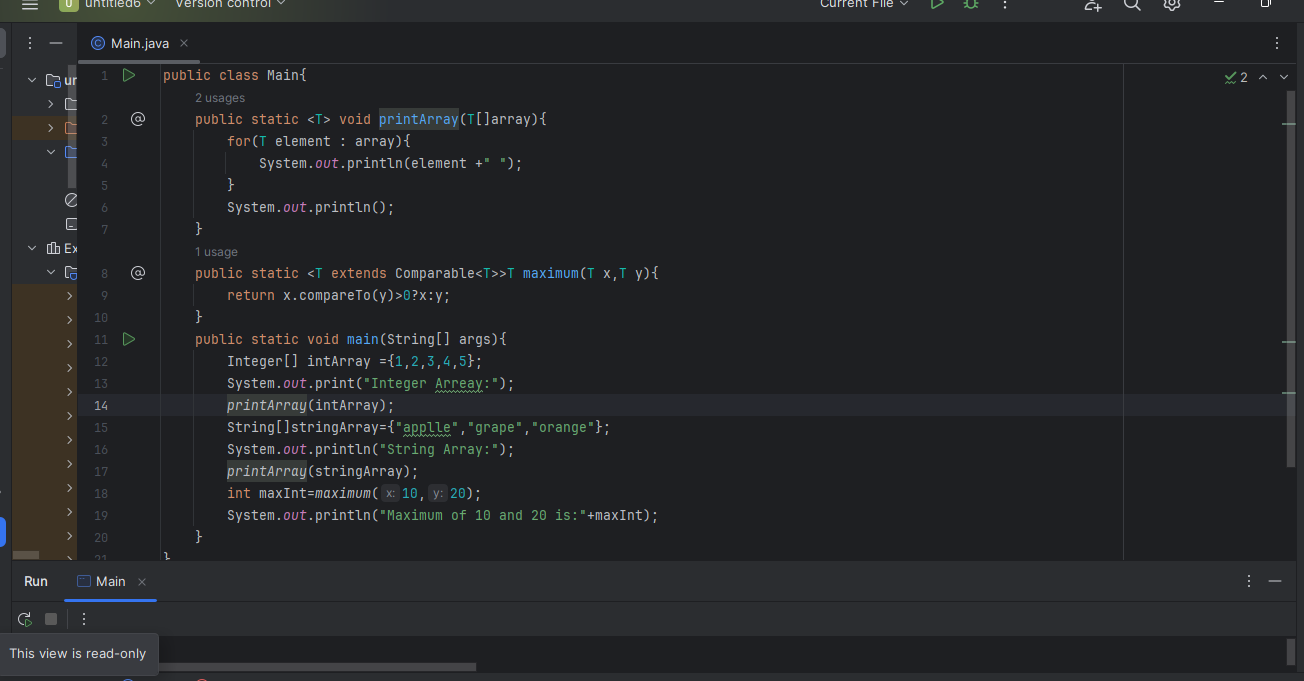 U untitled6 Version control Current File
Main.java
un
1 public class Main{ 2
2 usages
2 @ public static <T> void printArray(T[]array){
3 for(T element : array){
4 System.out.println(element +" ");
5 }
6 System.out.println();
7 }
Ex
1 usage
8 @ public static <T extends Comparable<T>>T maximum(T x,T y){
9 return x.compareTo(y)>0?x:y;
10 }
11 public static void main(String[] args){
12 Integer[] intArray ={1,2,3,4,5};
13 System.out.print("Integer Arreay:");
14 printArray(intArray);
15 String[]stringArray={"applle","grape","orange"};
16 System.out.println("String Array:");
17 printArray(stringArray);
18 int maxInt=maximum( x: 10, y: 20);
19 System.out.println("Maximum of 10 and 20 is:"+maxInt);
20 }
21 }
Run Main
This view is read-only